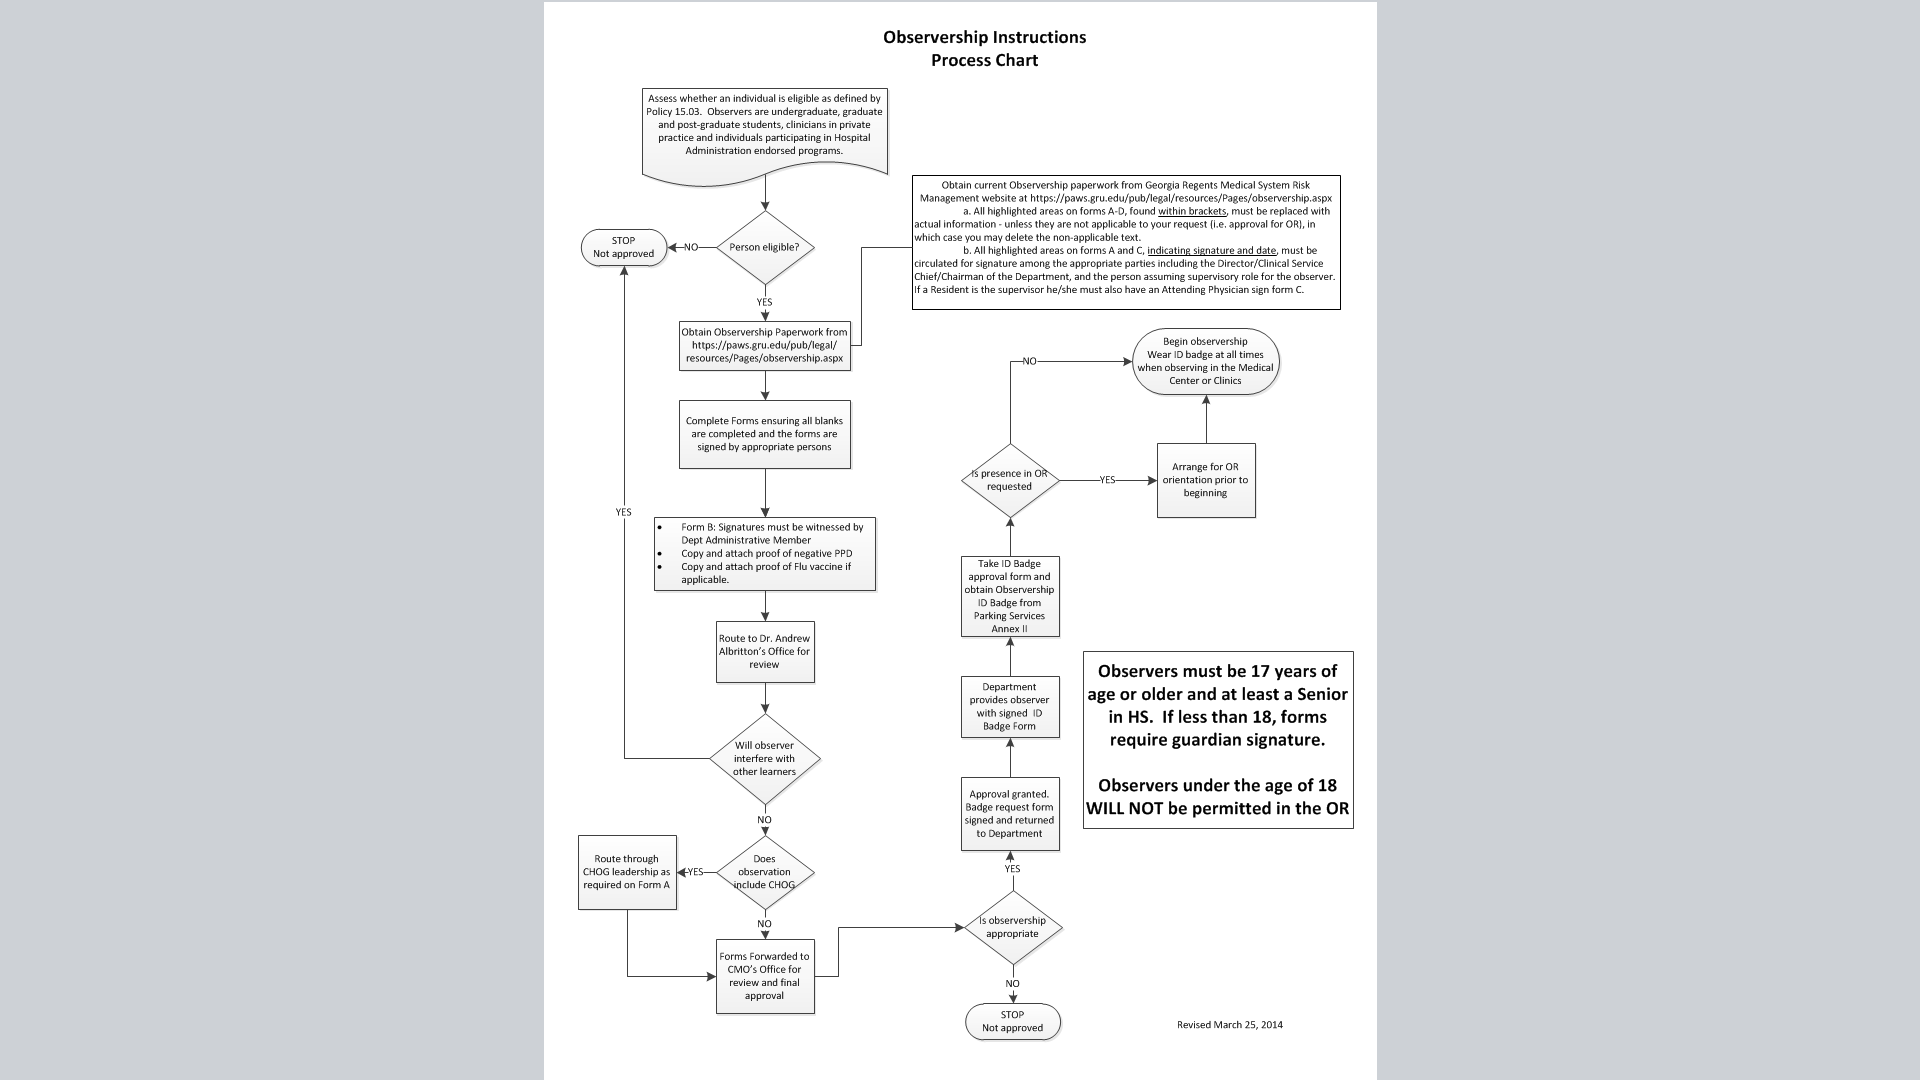 Observership Instructions
Process Chart
Assess whether an individual is eligible as defined by
Policy 15.03.  Observers are undergraduate, graduate
and post-graduate students, clinicians in private
practice and individuals participating in Hospital
Administration endorsed programs.
Obtain current Observership paperwork from Georgia Regents Medical System Risk
Management website at https://paws.gru.edu/pub/legal/resources/Pages/observership.aspx
a. All highlighted areas on forms A-D, found within brackets, must be replaced with
actual information - unless they are not applicable to your request (i.e. approval for OR), in
which case you may delete the non-applicable text.
b. All highlighted areas on forms A and C, indicating signature and date, must be
circulated for signature among the appropriate parties including the Director/Clinical Service
Chief/Chairman of the Department, and the person assuming supervisory role for the observer.
If a Resident is the supervisor he/she must also have an Attending Physician sign form C.
Person eligible?
NO
STOP
Not approved
YES
Obtain Observership Paperwork from
https://paws.gru.edu/pub/legal/
resources/Pages/observership.aspx
Complete Forms ensuring all blanks
are completed and the forms are
signed by appropriate persons
• Form B: Signatures must be witnessed by
Dept Administrative Member
• Copy and attach proof of negative PPD
• Copy and attach proof of Flu vaccine if
applicable.
Route to Dr. Andrew
Albritton's Office for
review
Will observer
interfere with
other learners
YES
NO
Does
observation
include CHOG
YES
Route through
CHOG leadership as
required on Form A
NO
Forms Forwarded to
CMO's Office for
review and final
approval
Is observership
appropriate
NO
STOP
Not approved
YES
Approval granted.
Badge request form
signed and returned
to Department
Department
provides observer
with signed  ID
Badge Form
Take ID Badge
approval form and
obtain Observership
ID Badge from
Parking Services
Annex II
Is presence in OR
requested
YES
Arrange for OR
orientation prior to
beginning
NO
Begin observership
Wear ID badge at all times
when observing in the Medical
Center or Clinics
Observers must be 17 years of
age or older and at least a Senior
in HS.  If less than 18, forms
require guardian signature.
Observers under the age of 18
WILL NOT be permitted in the OR
Revised March 25, 2014